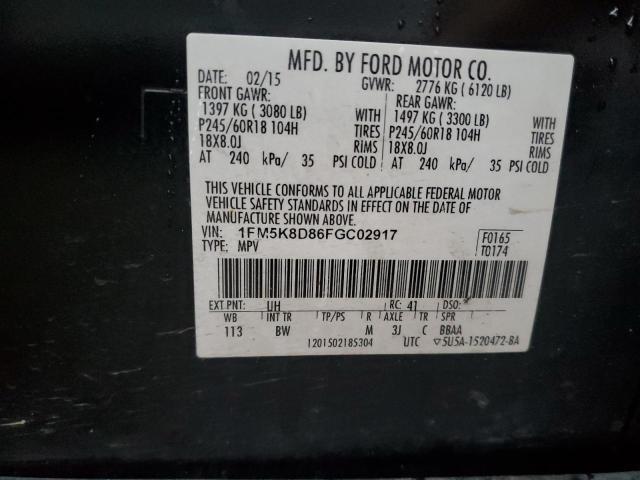 MFD. BY FORD MOTOR CO.
DATE: 02/15 GVWR: 2776 KG ( 6120 LB)
FRONT GAWR: REAR GAWR:
1397 KG ( 3080 LB) 1497 KG ( 3300 LB)
P245/60R18 104H TIRES P245/60R18 104H TIRES
18X8.0J RIMS 18X8.0J RIMS
AT 240 kPa/ 35 PSI COLD AT 240 kPa/ 35 PSI COLD
THIS VEHICLE CONFORMS TO ALL APPLICABLE FEDERAL MOTOR
VEHICLE SAFETY STANDARDS IN EFFECT ON THE DATE OF
MANUFACTURE SHOWN ABOVE.
VIN: 1FM5K8D86FGC02917 F0165
TYPE: MPV T0174
EXT PNT: UH RC: 41 DSO:
WB INT TR TP/PS R AXLE TR SPR
113 BW M 3J C BBAA
1201502185304 UTC ▽5U5A-1520472-BA